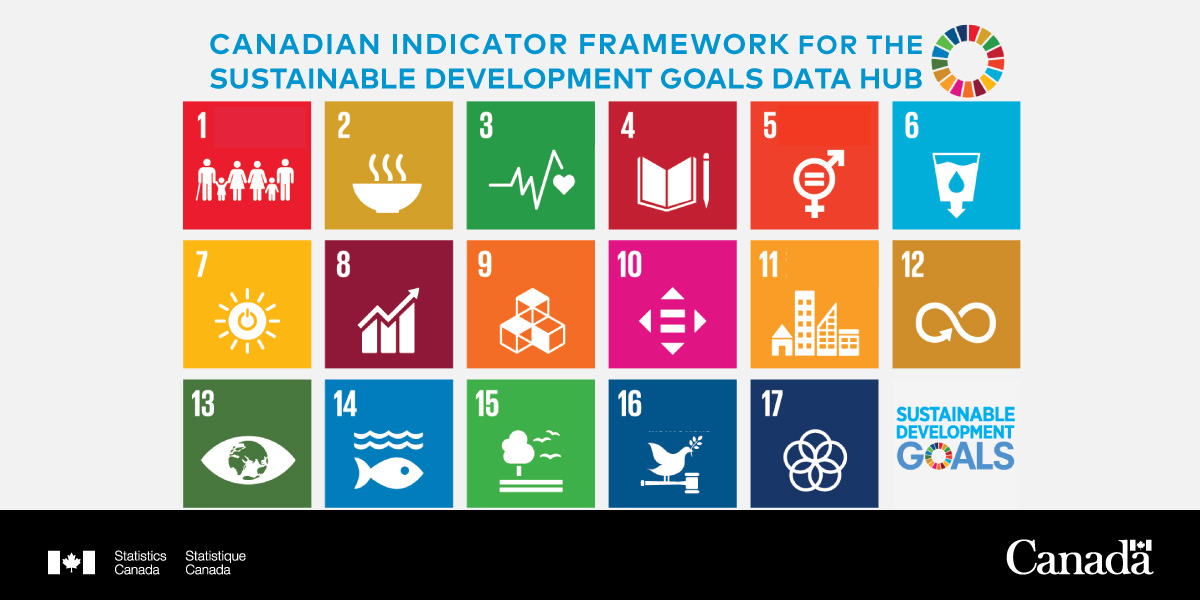 CANADIAN INDICATOR FRAMEWORK FOR THE
SUSTAINABLE DEVELOPMENT GOALS DATA HUB
1
2
3
4
5
6
7
8
9
10
11
12
13
14
15
16
17
SUSTAINABLE
DEVELOPMENT
GOALS
Statistics
Canada
Statistique
Canada
Canada